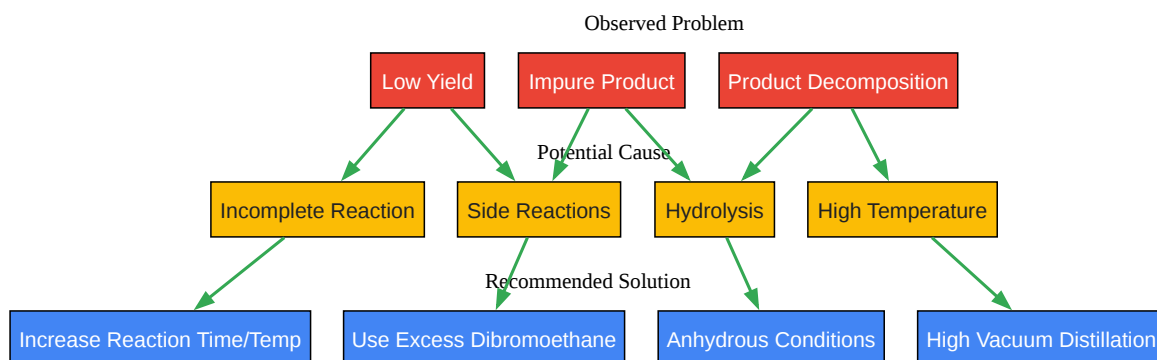 Observed Problem
Low Yield
Impure Product
Product Decomposition
Potential Cause
Incomplete Reaction
Side Reactions
Hydrolysis
High Temperature
Recommended Solution
Increase Reaction Time/Temp
Use Excess Dibromoethane
Anhydrous Conditions
High Vacuum Distillation